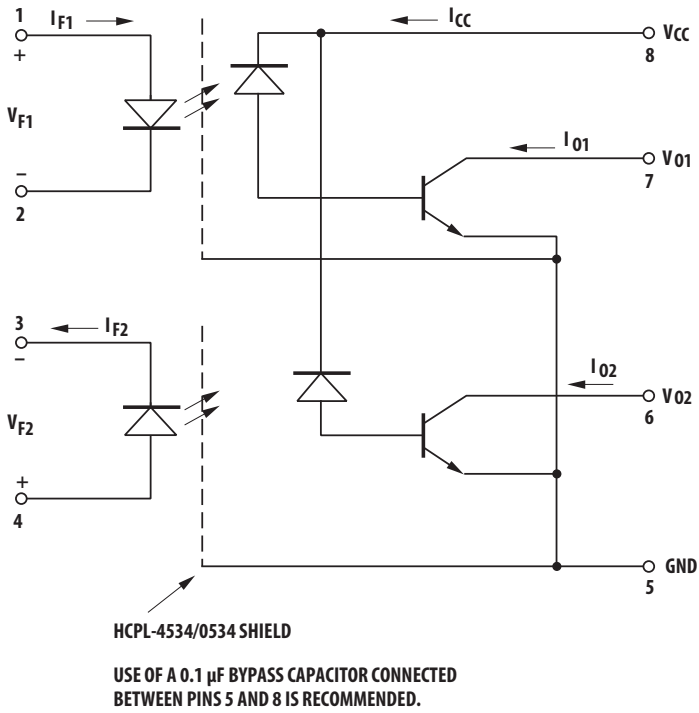 1
I F1
I CC
V CC
8
+
V F1
I 01
V 01
7
–
2
3
I F2
–
I 02
V 02
6
V F2
+
4
GND
5
HCPL-4534/0534 SHIELD
USE OF A 0.1 µF BYPASS CAPACITOR CONNECTED
BETWEEN PINS 5 AND 8 IS RECOMMENDED.